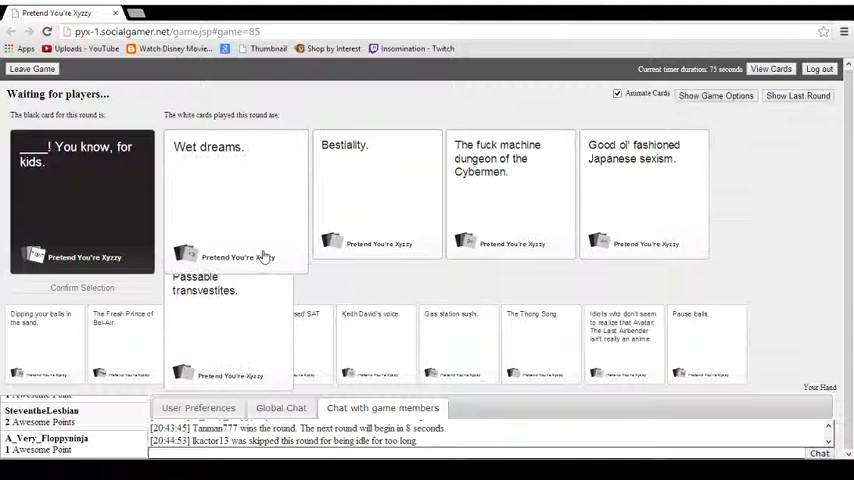 Pretend You're Xyzzy
pyx-1.socialgamer.net/game.jsp#game=85
Apps
Uploads - YouTube
Watch Disney Movie...
Thumbnail
Shop by Interest
Insomination - Twitch
Leave Game
Current timer duration: 75 seconds
View Cards
Log out
Waiting for players...
Animate Cards
Show Game Options
Show Last Round
The black card for this round is:
The white cards played this round are:
____! You know, for
kids.
Pretend You're Xyzzy
Wet dreams.
Pretend You're Xyzzy
Bestiality.
Pretend You're Xyzzy
The fuck machine
dungeon of the
Cybermen.
Pretend You're Xyzzy
Good ol' fashioned
Japanese sexism.
Pretend You're Xyzzy
Confirm Selection
Passable
transvestites.
Pretend You're Xyzzy
Dipping your balls in
the sand.
The Fresh Prince of
Bel-Air.
sed SAT
Keith David's voice.
Gas station sushi.
The Thong Song.
Idiots who don't seem
to realize that Avatar:
The Last Airbender
isn't really an anime.
Pause balls.
Your Hand
1 Awesome Point
SteventheLesbian
2 Awesome Points
A_Very_Floppyninja
1 Awesome Point
User Preferences
Global Chat
Chat with game members
[20:43:45] Tanman777 wins the round. The next round will begin in 8 seconds.
[20:44:53] Ikactor13 was skipped this round for being idle for too long.
Chat